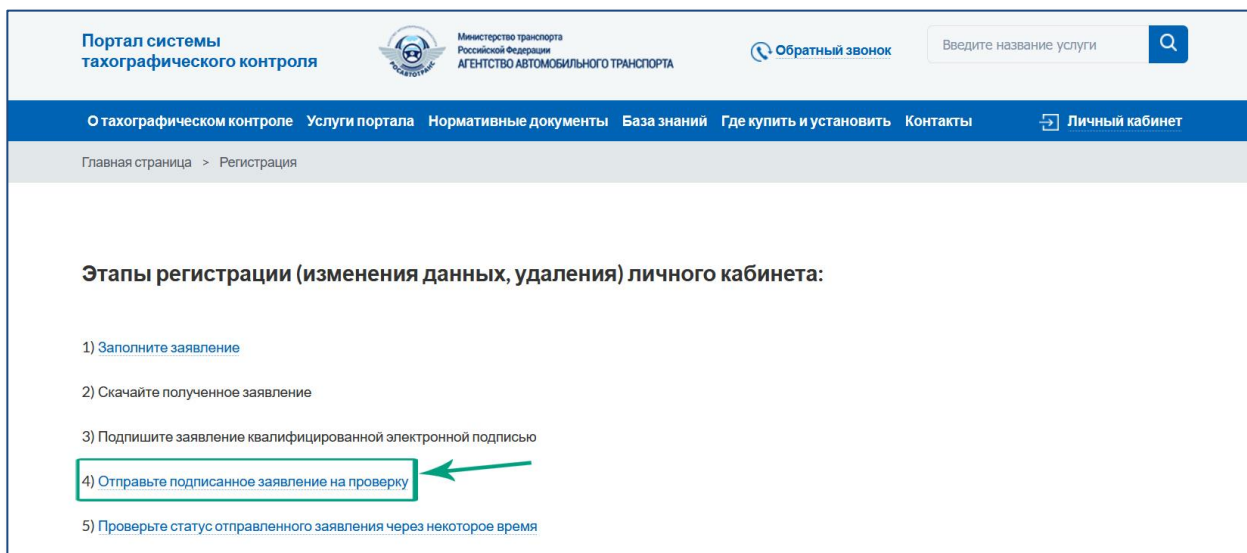 Портал системы
тахографического контроля
РОСАВТОТРАНС
Министерство транспорта
Российской Федерации
АГЕНТСТВО АВТОМОБИЛЬНОГО ТРАНСПОРТА
Обратный звонок
Введите название услуги
О тахографическом контроле Услуги портала Нормативные документы База знаний Где купить и установить Контакты Личный кабинет
Главная страница > Регистрация
Этапы регистрации (изменения данных, удаления) личного кабинета:
1) Заполните заявление
2) Скачайте полученное заявление
3) Подпишите заявление квалифицированной электронной подписью
4) Отправьте подписанное заявление на проверку
5) Проверьте статус отправленного заявления через некоторое время